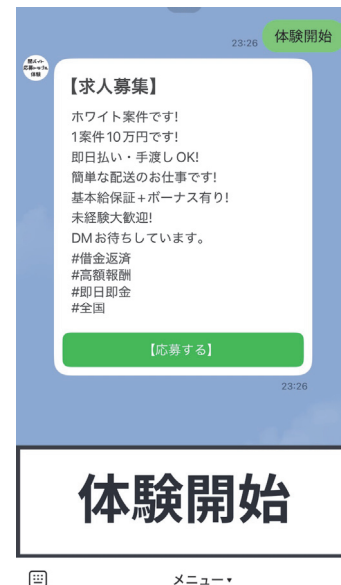 23:26
体験開始
体験
【求人募集】
ホワイト案件です!
1案件10万円です!
即日払い・手渡しOK!
簡単な配送のお仕事です!
基本給保証+ボーナス有り!
未経験大歓迎!
DMお待ちしています。
#借金返済
#高額報酬
#即日即金
#全国
【応募する】
23:26
体験開始
メニュー▾